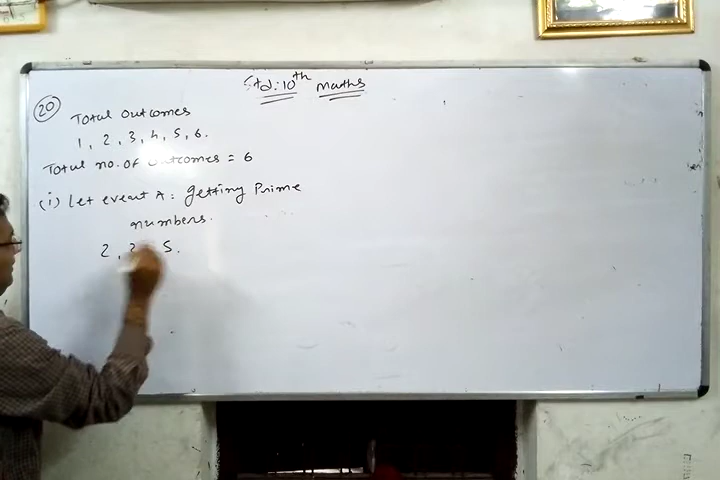 Std:10th Maths
20
Total Outcomes
1, 2, 3, 4, 5, 6.
Total no. of outcomes = 6
(i) Let event A: Getting Prime
numbers.
2, 3, 5.